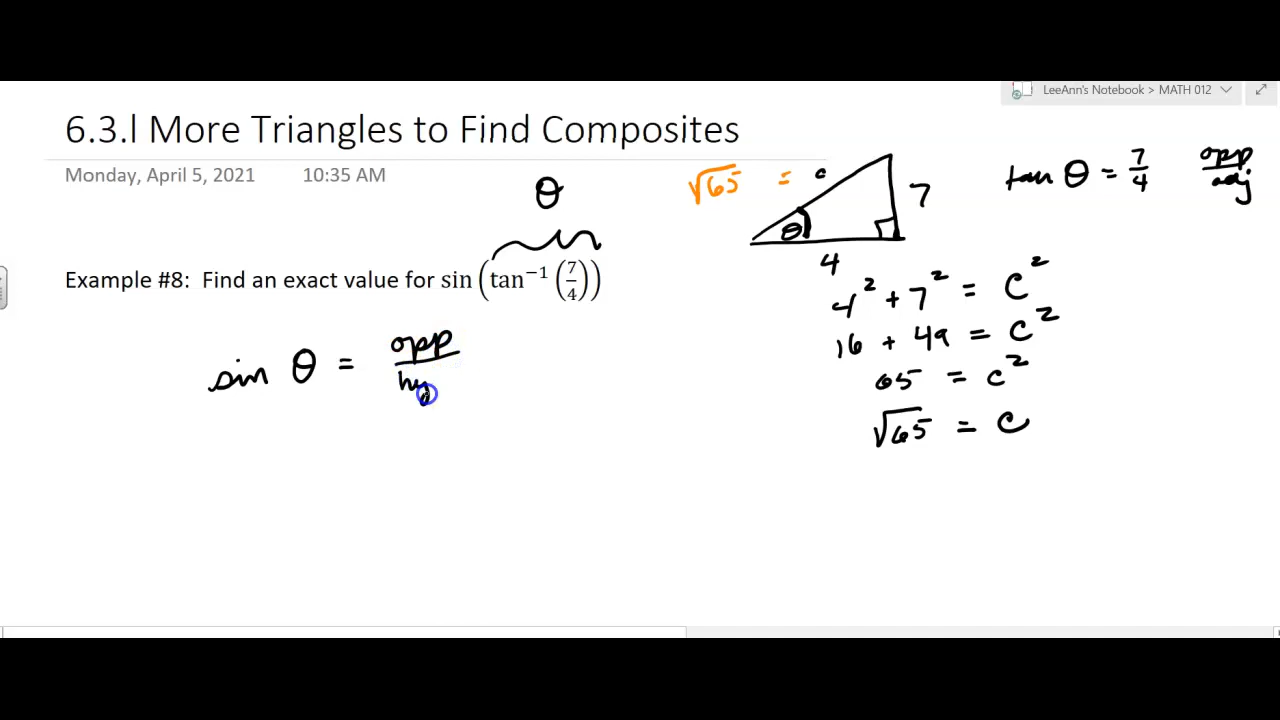 LeeAnn's Notebook > MATH 012
6.3.l More Triangles to Find Composites
Monday, April 5, 2021 10:35 AM
θ
Example #8: Find an exact value for sin (tan⁻¹ (7/4))
sin θ = opp/hy
√65 = c
7
θ
4
tan θ = 7/4 opp/adj
4² + 7² = c²
16 + 49 = c²
65 = c²
√65 = c